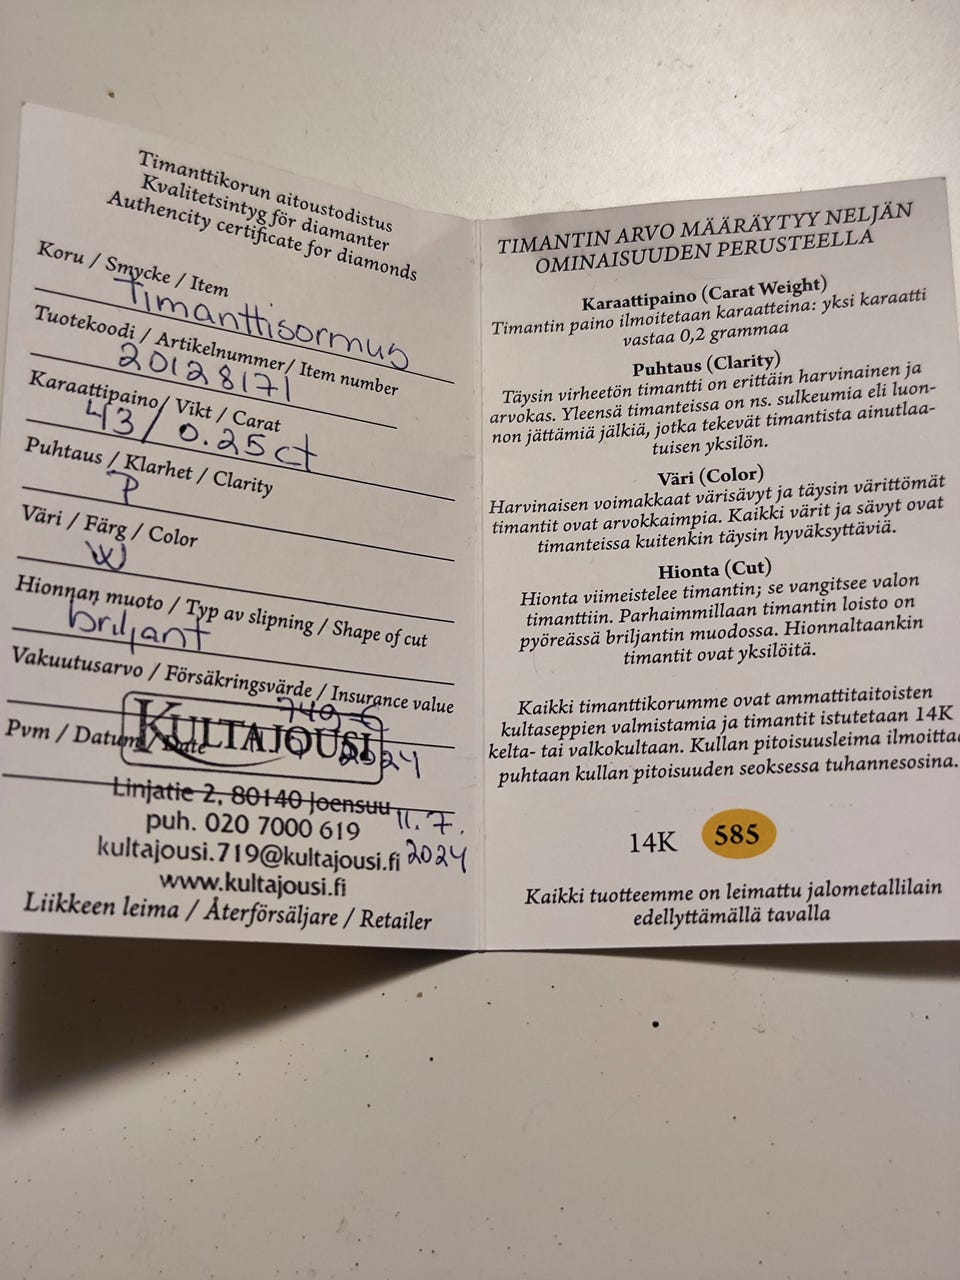 Timanttikorun aitoustodistus
Kvalitetsintyg för diamanter
Authencity certificate for diamonds
Koru / Smycke / Item
Timanttisormus
Tuotekoodi / Artikelnummer/ Item number
20128171
Karaattipaino/ Vikt / Carat
43/ 0.25ct
Puhtaus / Klarhet / Clarity
P
Väri / Färg / Color
W
Hionnan muoto / Typ av slipning / Shape of cut
briljant
Vakuutusarvo / Försäkringsvärde / Insurance value
749 €
Pvm / Datum / Date
2024
KULTAJOUSI
Linjatie 2, 80140 Joensuu
11.7.
puh. 020 7000 619
kultajousi.719@kultajousi.fi
2024
www.kultajousi.fi
Liikkeen leima / Återförsäljare / Retailer
TIMANTIN ARVO MÄÄRÄYTYY NELJÄN
OMINAISUUDEN PERUSTEELLA
Karaattipaino (Carat Weight)
Timantin paino ilmoitetaan karaatteina: yksi karaatti
vastaa 0,2 grammaa
Puhtaus (Clarity)
Täysin virheetön timantti on erittäin harvinainen ja
arvokas. Yleensä timanteissa on ns. sulkeumia eli luon-
non jättämiä jälkiä, jotka tekevät timantista ainutlaa-
tuisen yksilön.
Väri (Color)
Harvinaisen voimakkaat värisävyt ja täysin värittömät
timantit ovat arvokkaimpia. Kaikki värit ja sävyt ovat
timanteissa kuitenkin täysin hyväksyttäviä.
Hionta (Cut)
Hionta viimeistelee timantin; se vangitsee valon
timanttiin. Parhaimmillaan timantin loisto on
pyöreässä briljantin muodossa. Hionnaltaankin
timantit ovat yksilöitä.
Kaikki timanttikorumme ovat ammattitaitoisten
kultaseppien valmistamia ja timantit istutetaan 14K
kelta- tai valkokultaan. Kullan pitoisuusleima ilmoittaa
puhtaan kullan pitoisuuden seoksessa tuhannesosina.
14K 585
Kaikki tuotteemme on leimattu jalometallilain
edellyttämällä tavalla